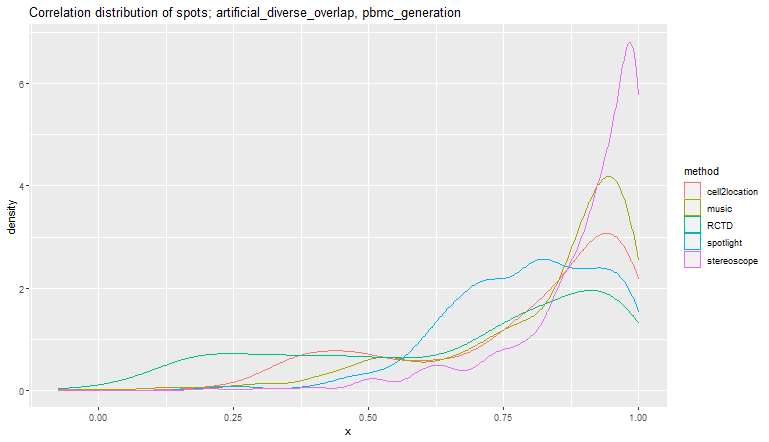 Correlation distribution of spots; artificial_diverse_overlap, pbmc_generation
6
4
2
0
density
0.00
0.25
0.50
0.75
1.00
x
method
cell2location
music
RCTD
spotlight
stereoscope